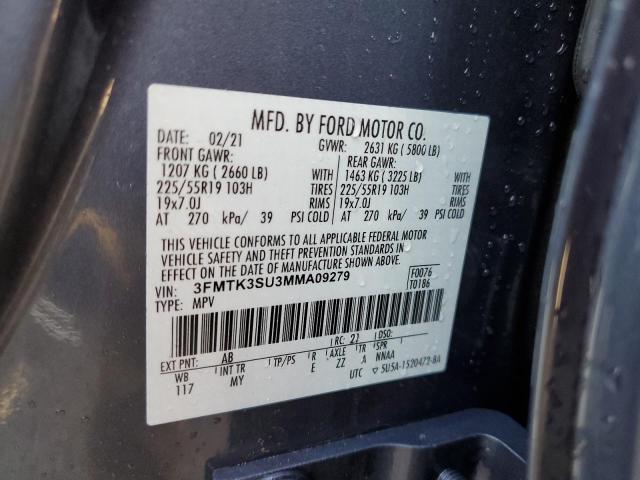 MFD. BY FORD MOTOR CO.
DATE: 02/21 GVWR: 2631 KG ( 5800 LB)
FRONT GAWR: REAR GAWR:
1207 KG ( 2660 LB) 1463 KG ( 3225 LB)
225/55R19 103H TIRES 225/55R19 103H TIRES
19x7.0J RIMS 19x7.0J RIMS
AT 270 kPa/ 39 PSI COLD AT 270 kPa/ 39 PSI COLD
THIS VEHICLE CONFORMS TO ALL APPLICABLE FEDERAL MOTOR
VEHICLE SAFETY AND THEFT PREVENTION STANDARDS IN
EFFECT ON THE DATE OF MANUFACTURE SHOWN ABOVE.
VIN: 3FMTK3SU3MMA09279 F0076
TYPE: MPV T0186
EXT PNT: AB RC: 21 DSO:
WB INT TR TP/PS R AXLE TR SPR
117 MY E ZZ A NNAA
UTC 5U5A-1520472-BA